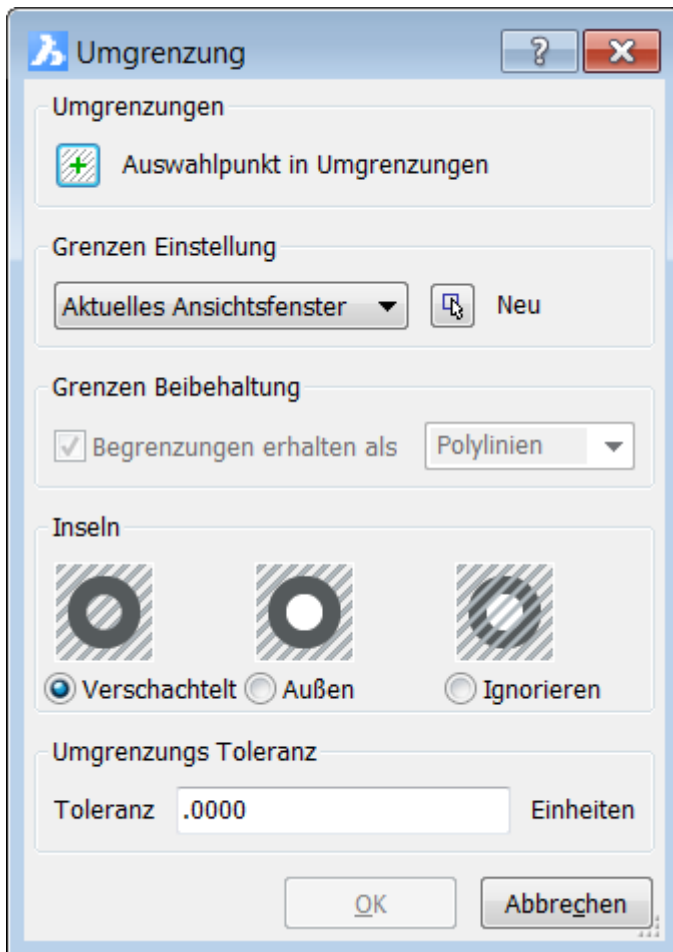 Umgrenzung
?
Umgrenzungen
Auswahlpunkt in Umgrenzungen
Grenzen Einstellung
Aktuelles Ansichtsfenster Neu
Grenzen Beibehaltung
Begrenzungen erhalten als Polylinien
Inseln
Verschachtelt Außen Ignorieren
Umgrenzungs Toleranz
Toleranz .0000 Einheiten
OK Abbrechen